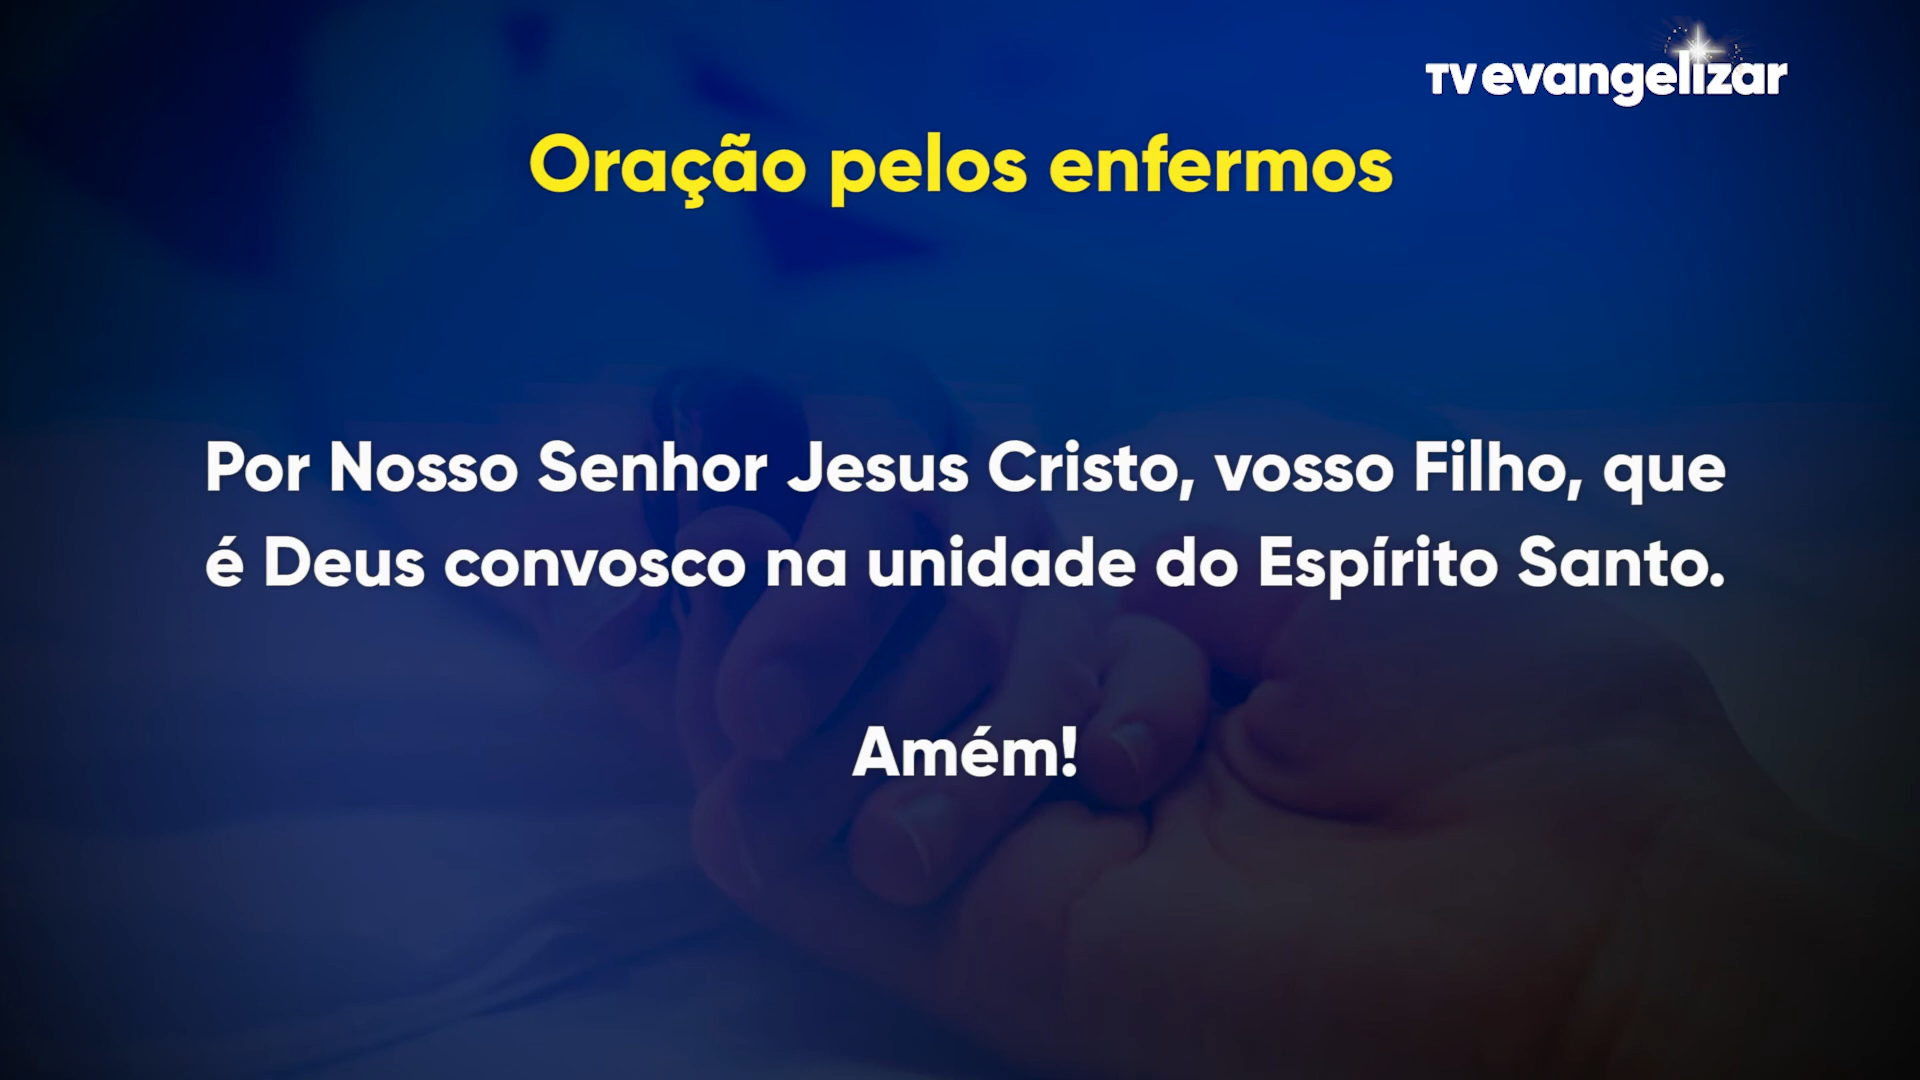 TV evangelizar
Oração pelos enfermos
Por Nosso Senhor Jesus Cristo, vosso Filho, que
é Deus convosco na unidade do Espírito Santo.
Amém!